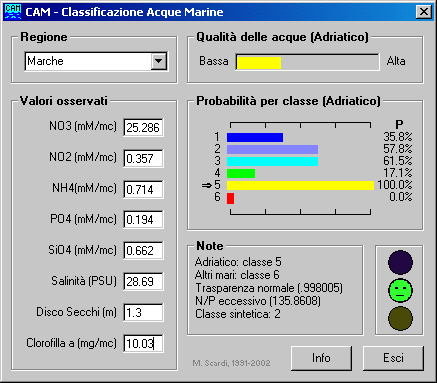 CAM - Classificazione Acque Marine
Regione
Marche
Qualità delle acque (Adriatico)
Bassa Alta
Valori osservati
NO3 (mM/mc) 25.286
NO2 (mM/mc) 0.357
NH4(mM/mc) 0.714
PO4 (mM/mc) 0.194
SiO4 (mM/mc) 0.662
Salinità (PSU) 28.69
Disco Secchi (m) 1.3
Clorofilla a (mg/mc) 10.03
Probabilità per classe (Adriatico)
P
1 35.8%
2 57.8%
3 61.5%
4 17.1%
⇒5 100.0%
6 0.0%
Note
Adriatico: classe 5
Altri mari: classe 6
Trasparenza normale (.998005)
N/P eccessivo (135.8608)
Classe sintetica: 2
M. Scardi, 1991-2002
Info
Esci